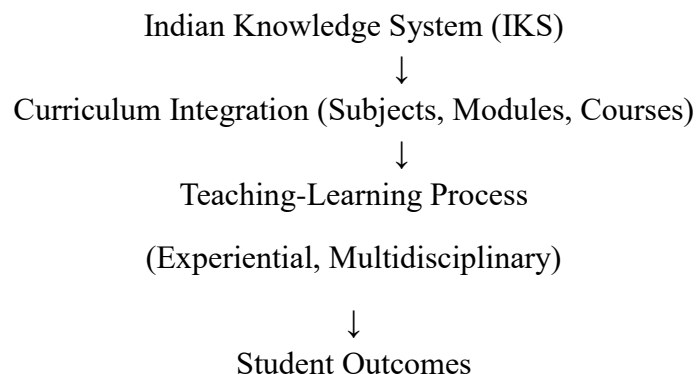 Indian Knowledge System (IKS)
↓
Curriculum Integration (Subjects, Modules, Courses)
↓
Teaching-Learning Process
(Experiential, Multidisciplinary)
↓
Student Outcomes